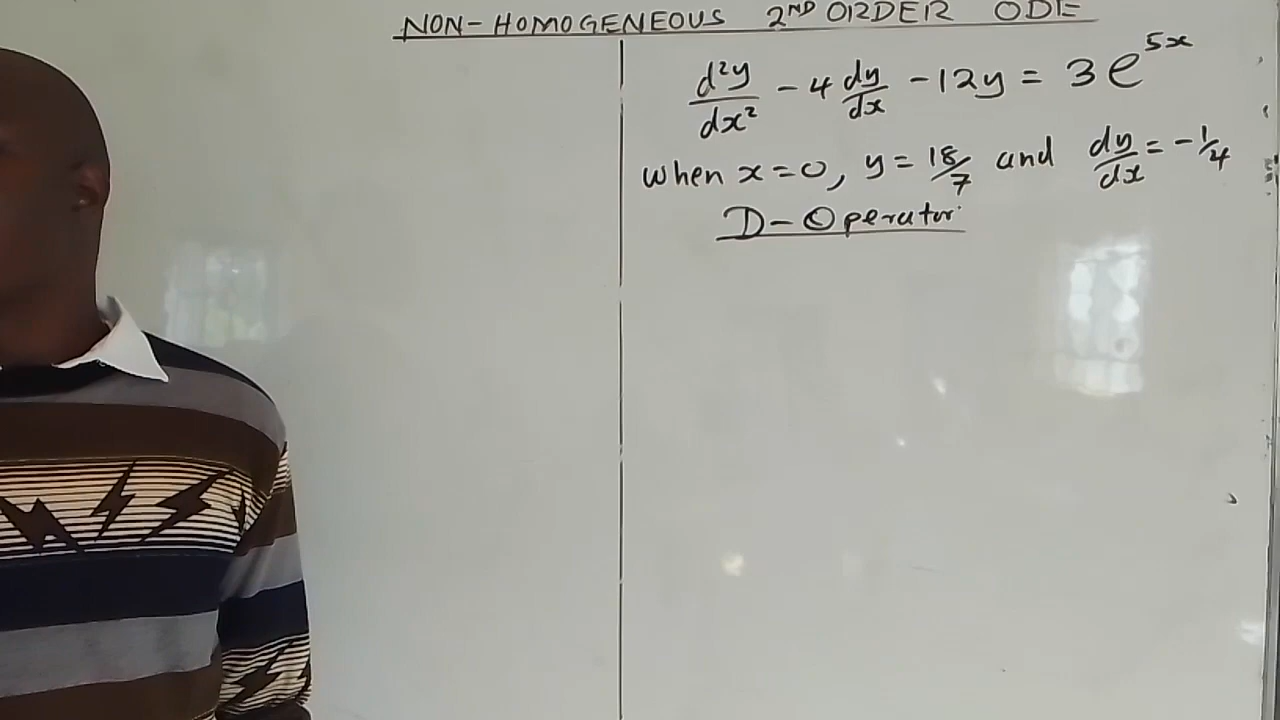 NON-HOMOGENEOUS 2ND ORDER ODE
d²y/dx² - 4 dy/dx - 12y = 3e^5x
when x=0, y = 18/7 and dy/dx = -1/4
D-Operator